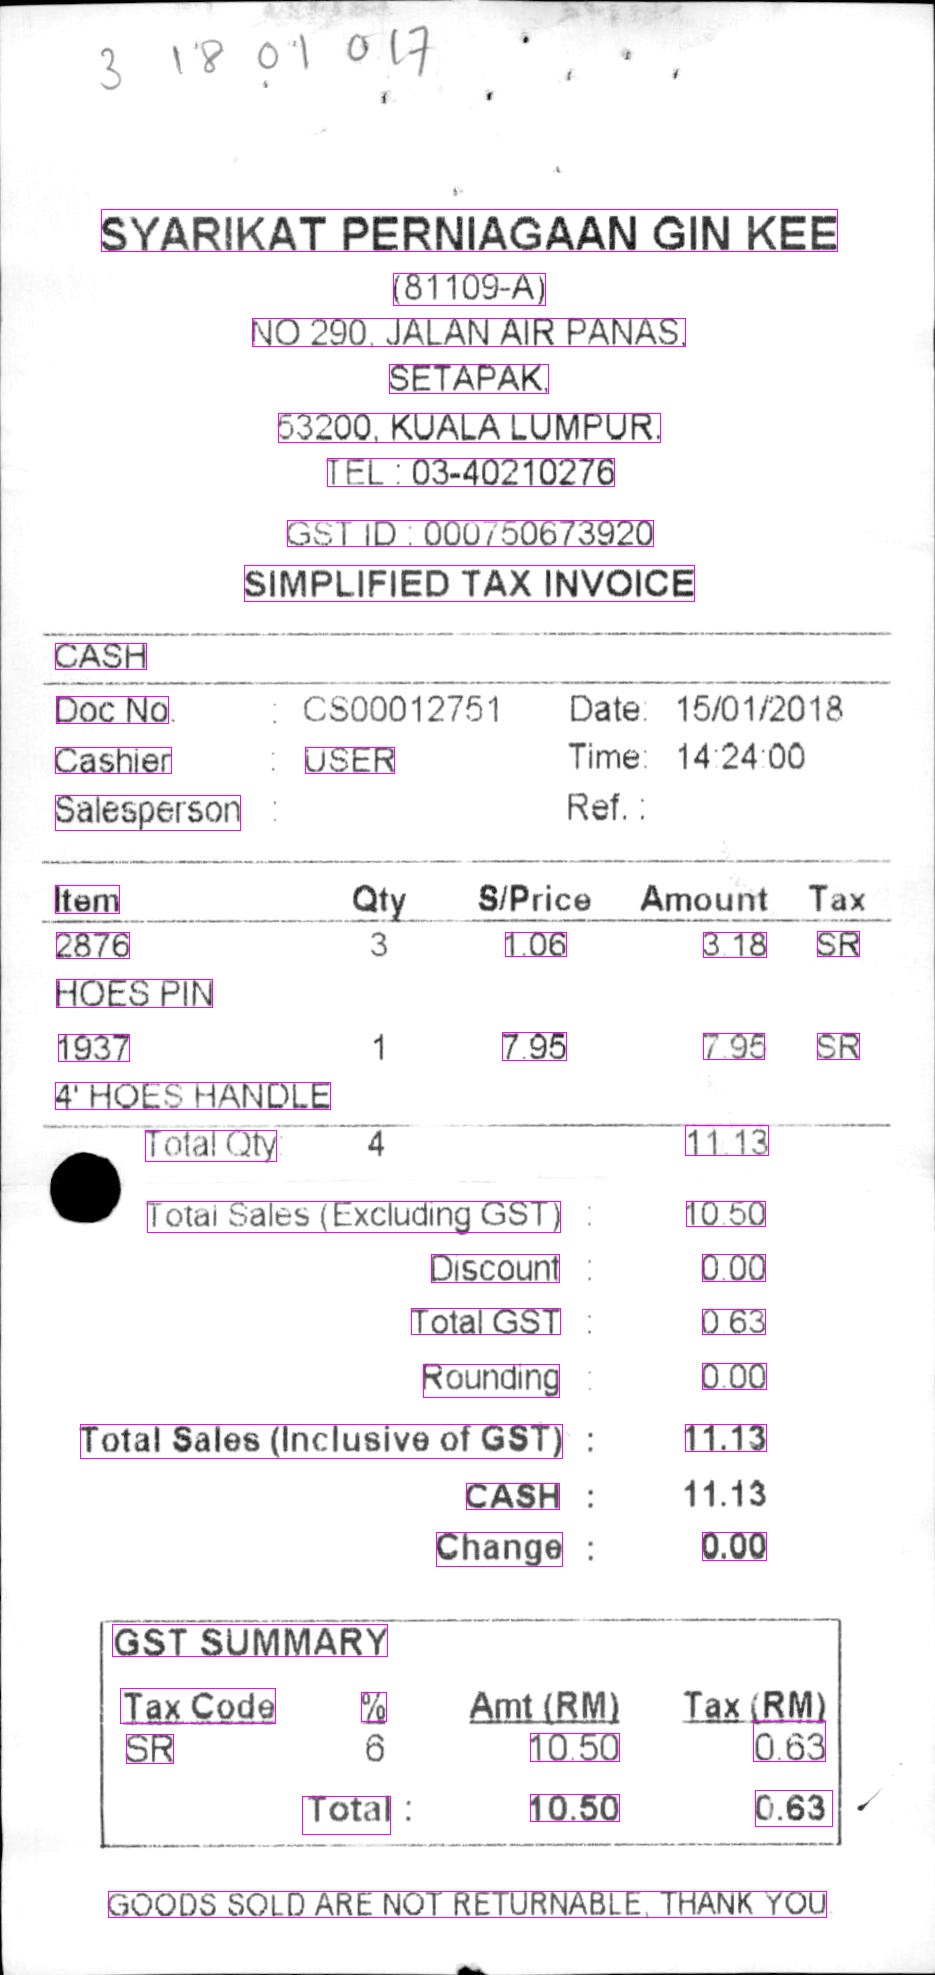 3 1801017
SYARIKAT PERNIAGAAN GIN KEE
(81109-A)
NO 290, JALAN AIR PANAS,
SETAPAK,
53200, KUALA LUMPUR.
TEL : 03-40210276
GST ID : 000750673920
SIMPLIFIED TAX INVOICE
CASH
Doc No. : CS00012751 Date: 15/01/2018
Cashier : USER Time: 14:24:00
Salesperson : Ref. :
Item Qty S/Price Amount Tax
2876 3 1.06 3.18 SR
HOES PIN
1937 1 7.95 7.95 SR
4' HOES HANDLE
Total Qty: 4 11.13
Total Sales (Excluding GST) : 10.50
Discount : 0.00
Total GST : 0.63
Rounding : 0.00
Total Sales (Inclusive of GST) : 11.13
CASH : 11.13
Change : 0.00
GST SUMMARY
Tax Code % Amt (RM) Tax (RM)
SR 6 10.50 0.63
Total : 10.50 0.63
GOODS SOLD ARE NOT RETURNABLE, THANK YOU